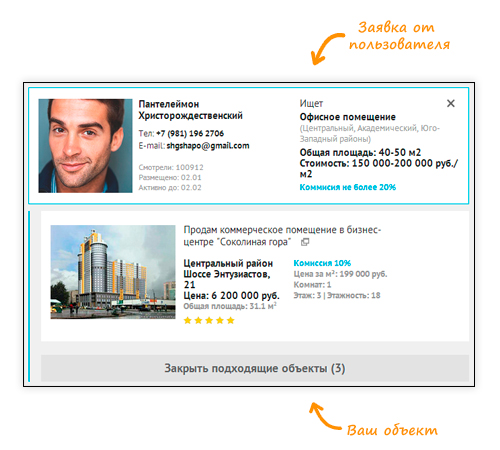 Заявка от
пользователя
Пантелеймон
Христорождественский
Тел: +7 (981) 196 2706
E-mail: shgshapo@gmail.com
Смотрели: 100912
Размещено: 02.01
Активно до: 02.02
Ищет
Офисное помещение
(Центральный, Академический, Юго-
Западный районы)
Общая площадь: 40-50 м2
Стоимость: 150 000-200 000 руб./
м2
Комиссия не более 20%
Продам коммерческое помещение в бизнес-
центре "Соколиная гора"
Центральный район
Шоссе Энтузиастов,
21
Цена: 6 200 000 руб.
Общая площадь: 31.1 м²
Комиссия 10%
Цена за м²: 199 000 руб.
Комнат: 1
Этаж: 3 | Этажность: 18
Закрыть подходящие объекты (3)
Ваш объект